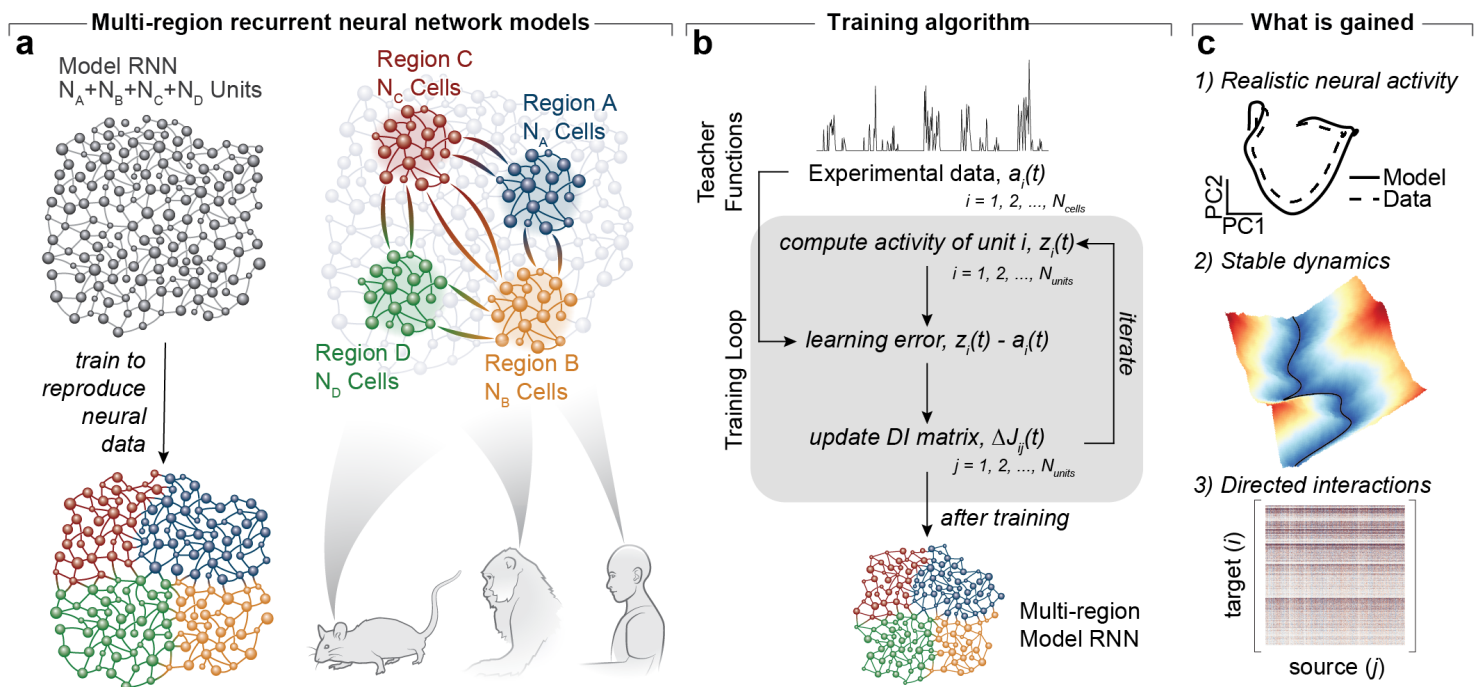 Multi-region recurrent neural network models
a
Model RNN
N_A+N_B+N_C+N_D Units
train to
reproduce
neural
data
Region C
N_C Cells
Region A
N_A Cells
Region D
N_D Cells
Region B
N_B Cells
Training algorithm
b
Teacher
Functions
Experimental data, a_i(t)
i = 1, 2, ..., N_cells
Training Loop
compute activity of unit i, z_i(t)
i = 1, 2, ..., N_units
learning error, z_i(t) - a_i(t)
iterate
update DI matrix, ΔJ_ij(t)
j = 1, 2, ..., N_units
after training
Multi-region
Model RNN
What is gained
c
1) Realistic neural activity
PC2
PC1
Model
Data
2) Stable dynamics
3) Directed interactions
target (i)
source (j)